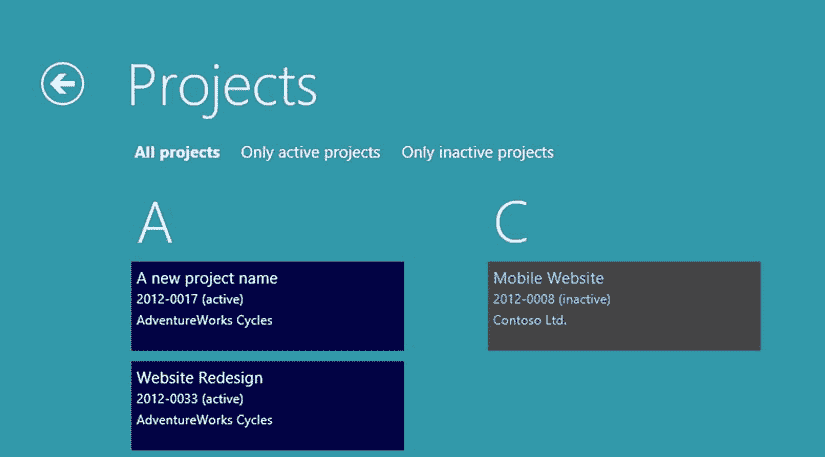 Projects
All projects Only active projects Only inactive projects
A
A new project name
2012-0017 (active)
AdventureWorks Cycles
Website Redesign
2012-0033 (active)
AdventureWorks Cycles
C
Mobile Website
2012-0008 (inactive)
Contoso Ltd.